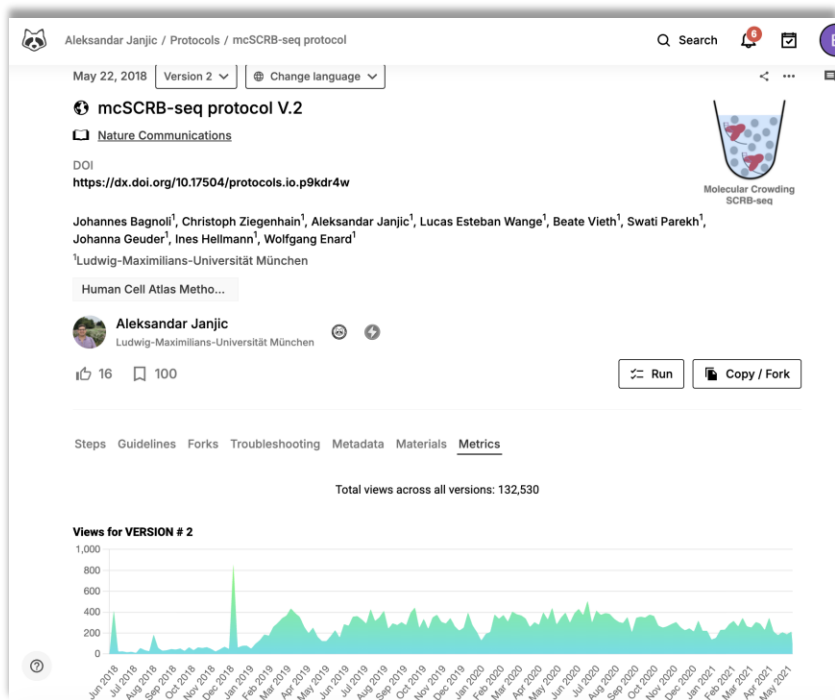 Aleksandar Janjic / Protocols / mcSCRB-seq protocol
Search
6
May 22, 2018
Version 2
Change language
mcSCRB-seq protocol V.2
Nature Communications
Molecular Crowding
SCRB-seq
DOI
https://dx.doi.org/10.17504/protocols.io.p9kdr4w
Johannes Bagnoli1, Christoph Ziegenhain1, Aleksandar Janjic1, Lucas Esteban Wange1, Beate Vieth1, Swati Parekh1,
Johanna Geuder1, Ines Hellmann1, Wolfgang Enard1
1Ludwig-Maximilians-Universität München
Human Cell Atlas Metho...
Aleksandar Janjic
Ludwig-Maximilians-Universität München
16
100
Run
Copy / Fork
Steps Guidelines Forks Troubleshooting Metadata Materials Metrics
Total views across all versions: 132,530
Views for VERSION # 2
1,000
800
600
400
200
0
Jun 2018 Jul 2018 Aug 2018 Sep 2018 Oct 2018 Nov 2018 Dec 2018 Jan 2019 Feb 2019 Mar 2019 Apr 2019 May 2019 Jun 2019 Jul 2019 Aug 2019 Sep 2019 Oct 2019 Nov 2019 Dec 2019 Jan 2020 Feb 2020 Mar 2020 Apr 2020 May 2020 Jun 2020 Jul 2020 Aug 2020 Sep 2020 Oct 2020 Nov 2020 Dec 2020 Jan 2021 Feb 2021 Mar 2021 Apr 2021 May 2021